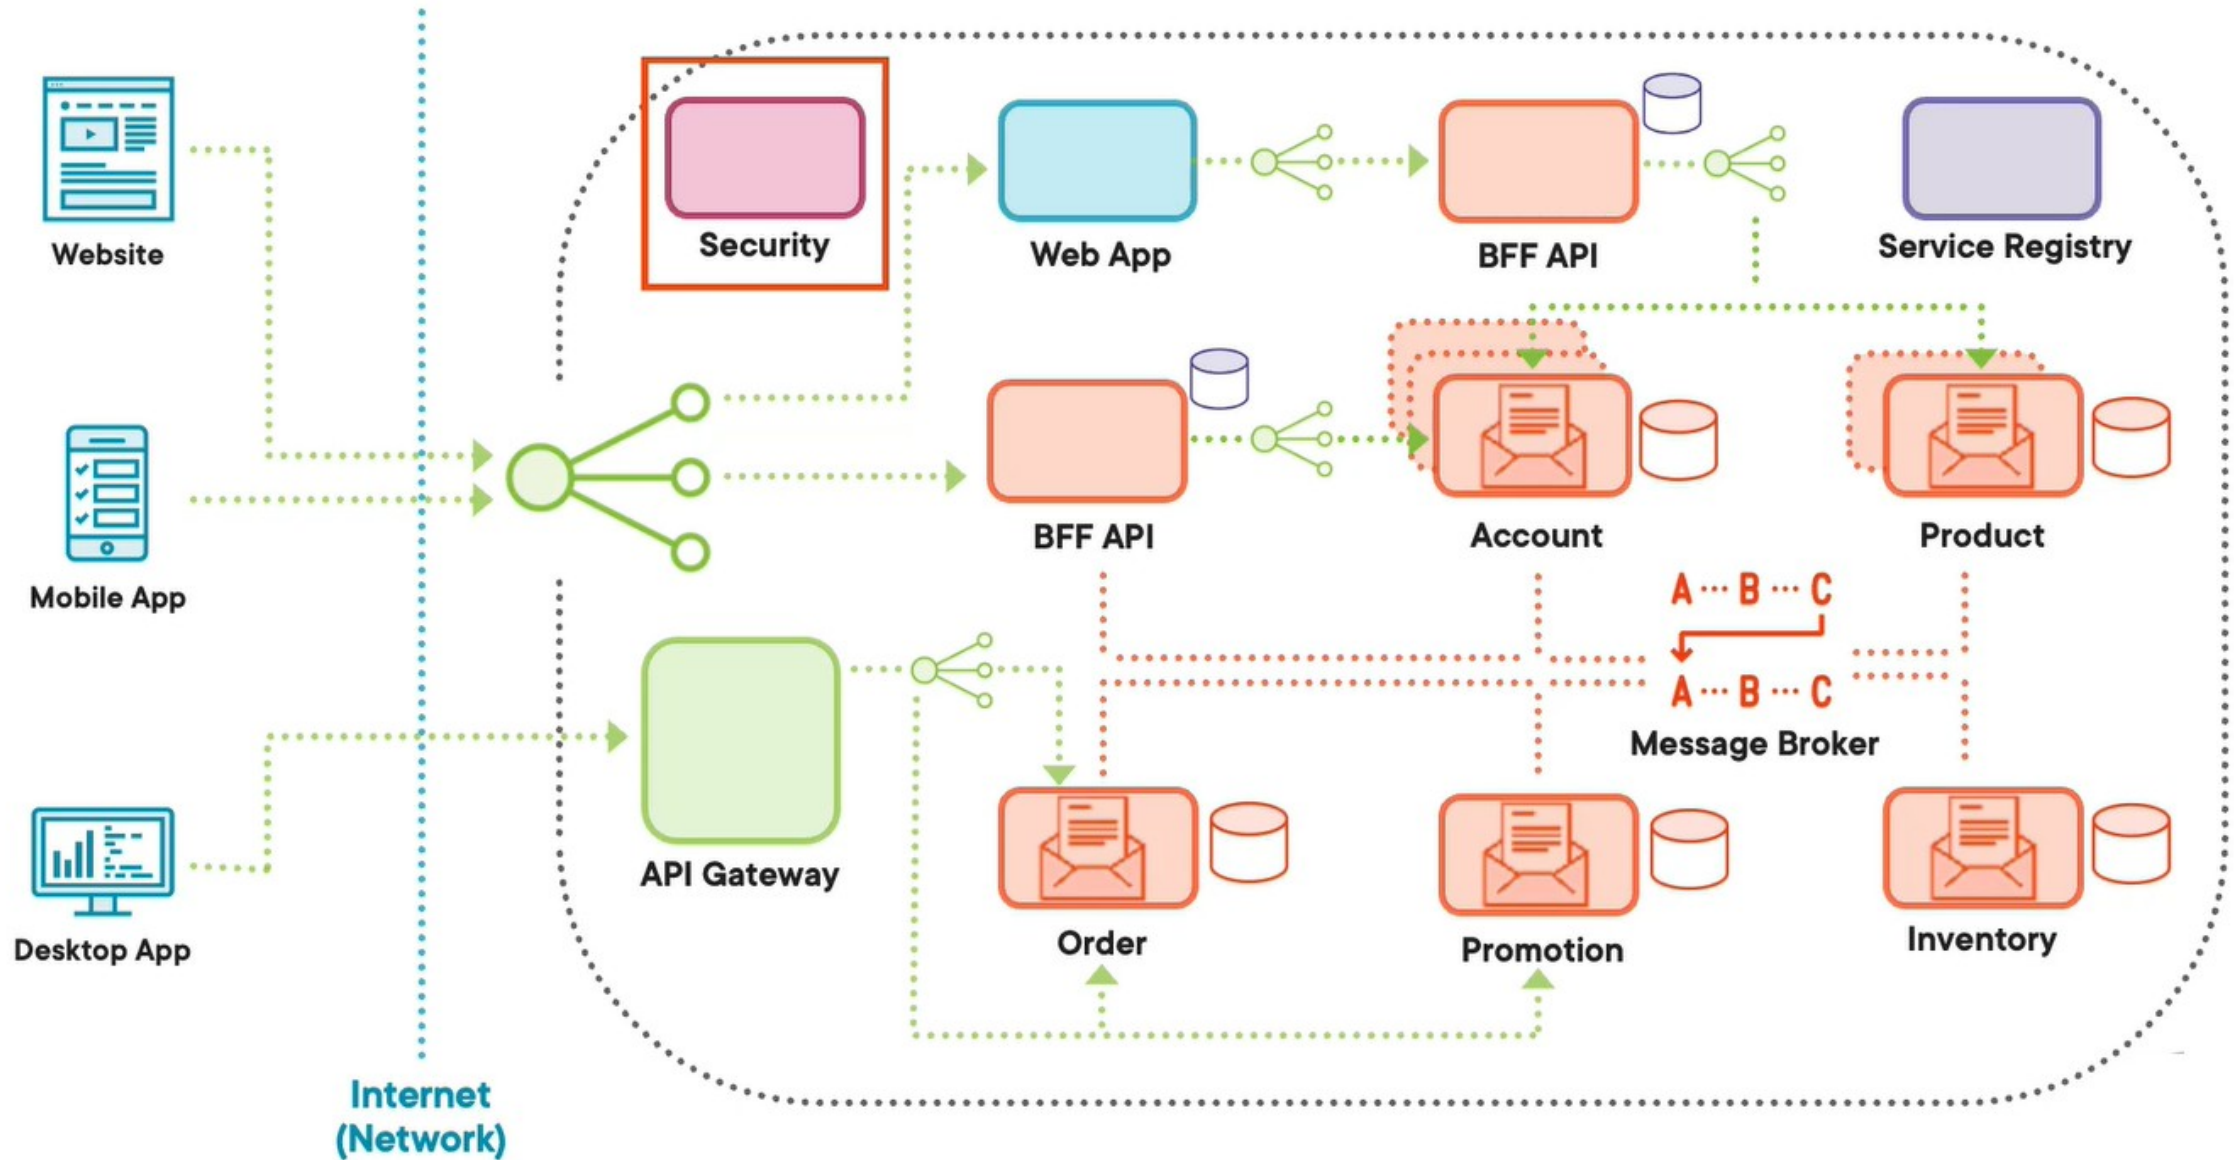 Security
Web App
BFF API
Service Registry
Website
BFF API
Account
Product
Mobile App
A ··· B ··· C
A ··· B ··· C
Message Broker
API Gateway
Desktop App
Order
Promotion
Inventory
Internet
(Network)